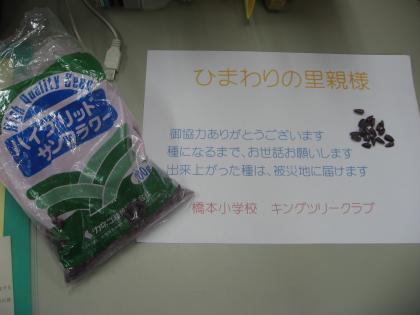 High Quality Seed
ハイブリッド
サンフラワー
ひまわりの里親様
御協力ありがとうございます
種になるまで、お世話お願いします
出来上がった種は、被災地に届けます
橋本小学校 キングツリークラブ